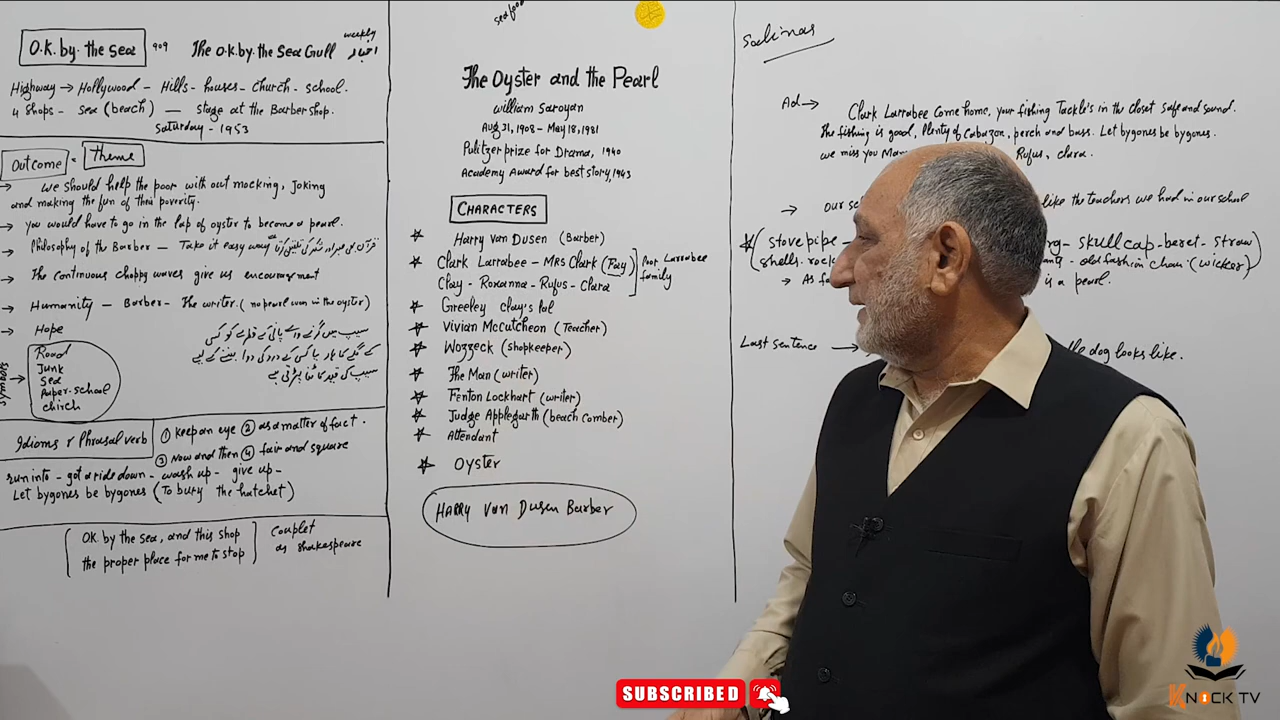 O.K. by the Sea 909 The O.K. by the Sea Gull weekly اخبار
Highway → Hollywood - Hills - houses - church - school.
4 shops - sea (beach) — stage at the Barber shop.
Saturday - 1953
Outcome = Theme
→ we should help the poor with out mocking, Joking
and making the fun of their poverty.
→ you would have to go in the lap of oyster to become a pearl.
→ Philosophy of the Barber - Take it easy way
→ The continuous choppy waves give us encouragement
→ Humanity - Barber - The writer. (no pearl even in the oyster)
→ Hope
symbols →
Road
Junk
Sea
Paper-school
church
Idioms & Phrasal verb
① keep an eye ② as a matter of fact.
③ Now and then ④ fair and square
run into - got a ride down - wash up - give up -
Let bygones be bygones (To bury the hatchet)
OK by the sea, and this shop
the proper place for me to stop
Couplet
as shakespeare
sea food
The Oyster and the Pearl
william Saroyan
Aug 31, 1908 - May 18, 1981
Pulitzer prize for Drama, 1940
Academy Award for best story, 1943
CHARACTERS
Harry van Dusen (Barber)
Clark Larrabee - MRS Clark (Fay)
Clay - Roxanna - Rufus - Clara
Poor Larrabee
family
Greeley clay's pal
Vivian McCutcheon (Teacher)
Wozzeck (shopkeeper)
The Man (writer)
Fenton Lockhart (writer)
Judge Applegarth (beach comber)
Attendant
Oyster
HARRY Van Dusen Barber
Salinas
Ad → Clark Larrabee Come home, your fishing Tackle's in the closet safe and sound.
The fishing is good, Plenty of cabazon, perch and bass. Let bygones be bygones.
we miss you Rufus, clara.
→ our like the teachers we had in our school
(stove pipe - skull cap - beret - straw
shells. - old fashion chair (wicker)
→ As is a pearl.
Last sentence → dog looks like.
SUBSCRIBED
KNOCK TV